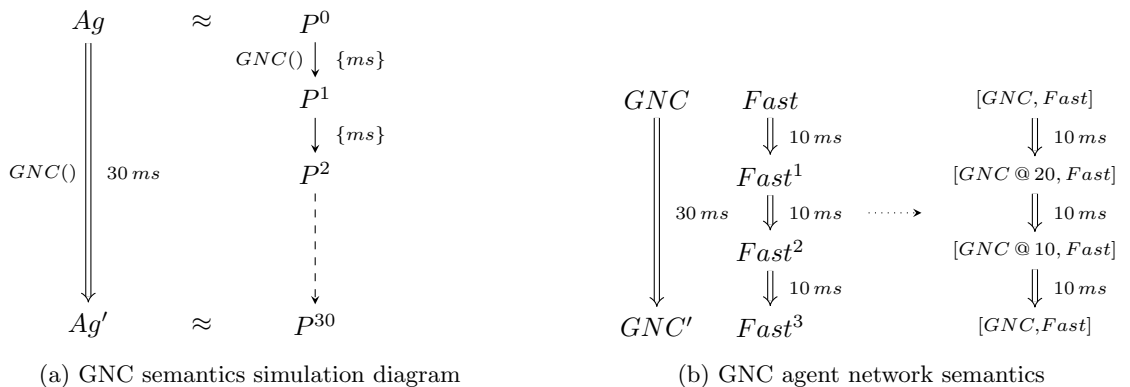 Ag ≈ P^0
GNC() {ms}
P^1
{ms}
GNC() 30 ms P^2
Ag′ ≈ P^30
(a) GNC semantics simulation diagram
GNC Fast [GNC, Fast]
10 ms 10 ms
Fast^1 [GNC @ 20, Fast]
30 ms 10 ms 10 ms
Fast^2 [GNC @ 10, Fast]
10 ms 10 ms
GNC′ Fast^3 [GNC,Fast]
(b) GNC agent network semantics